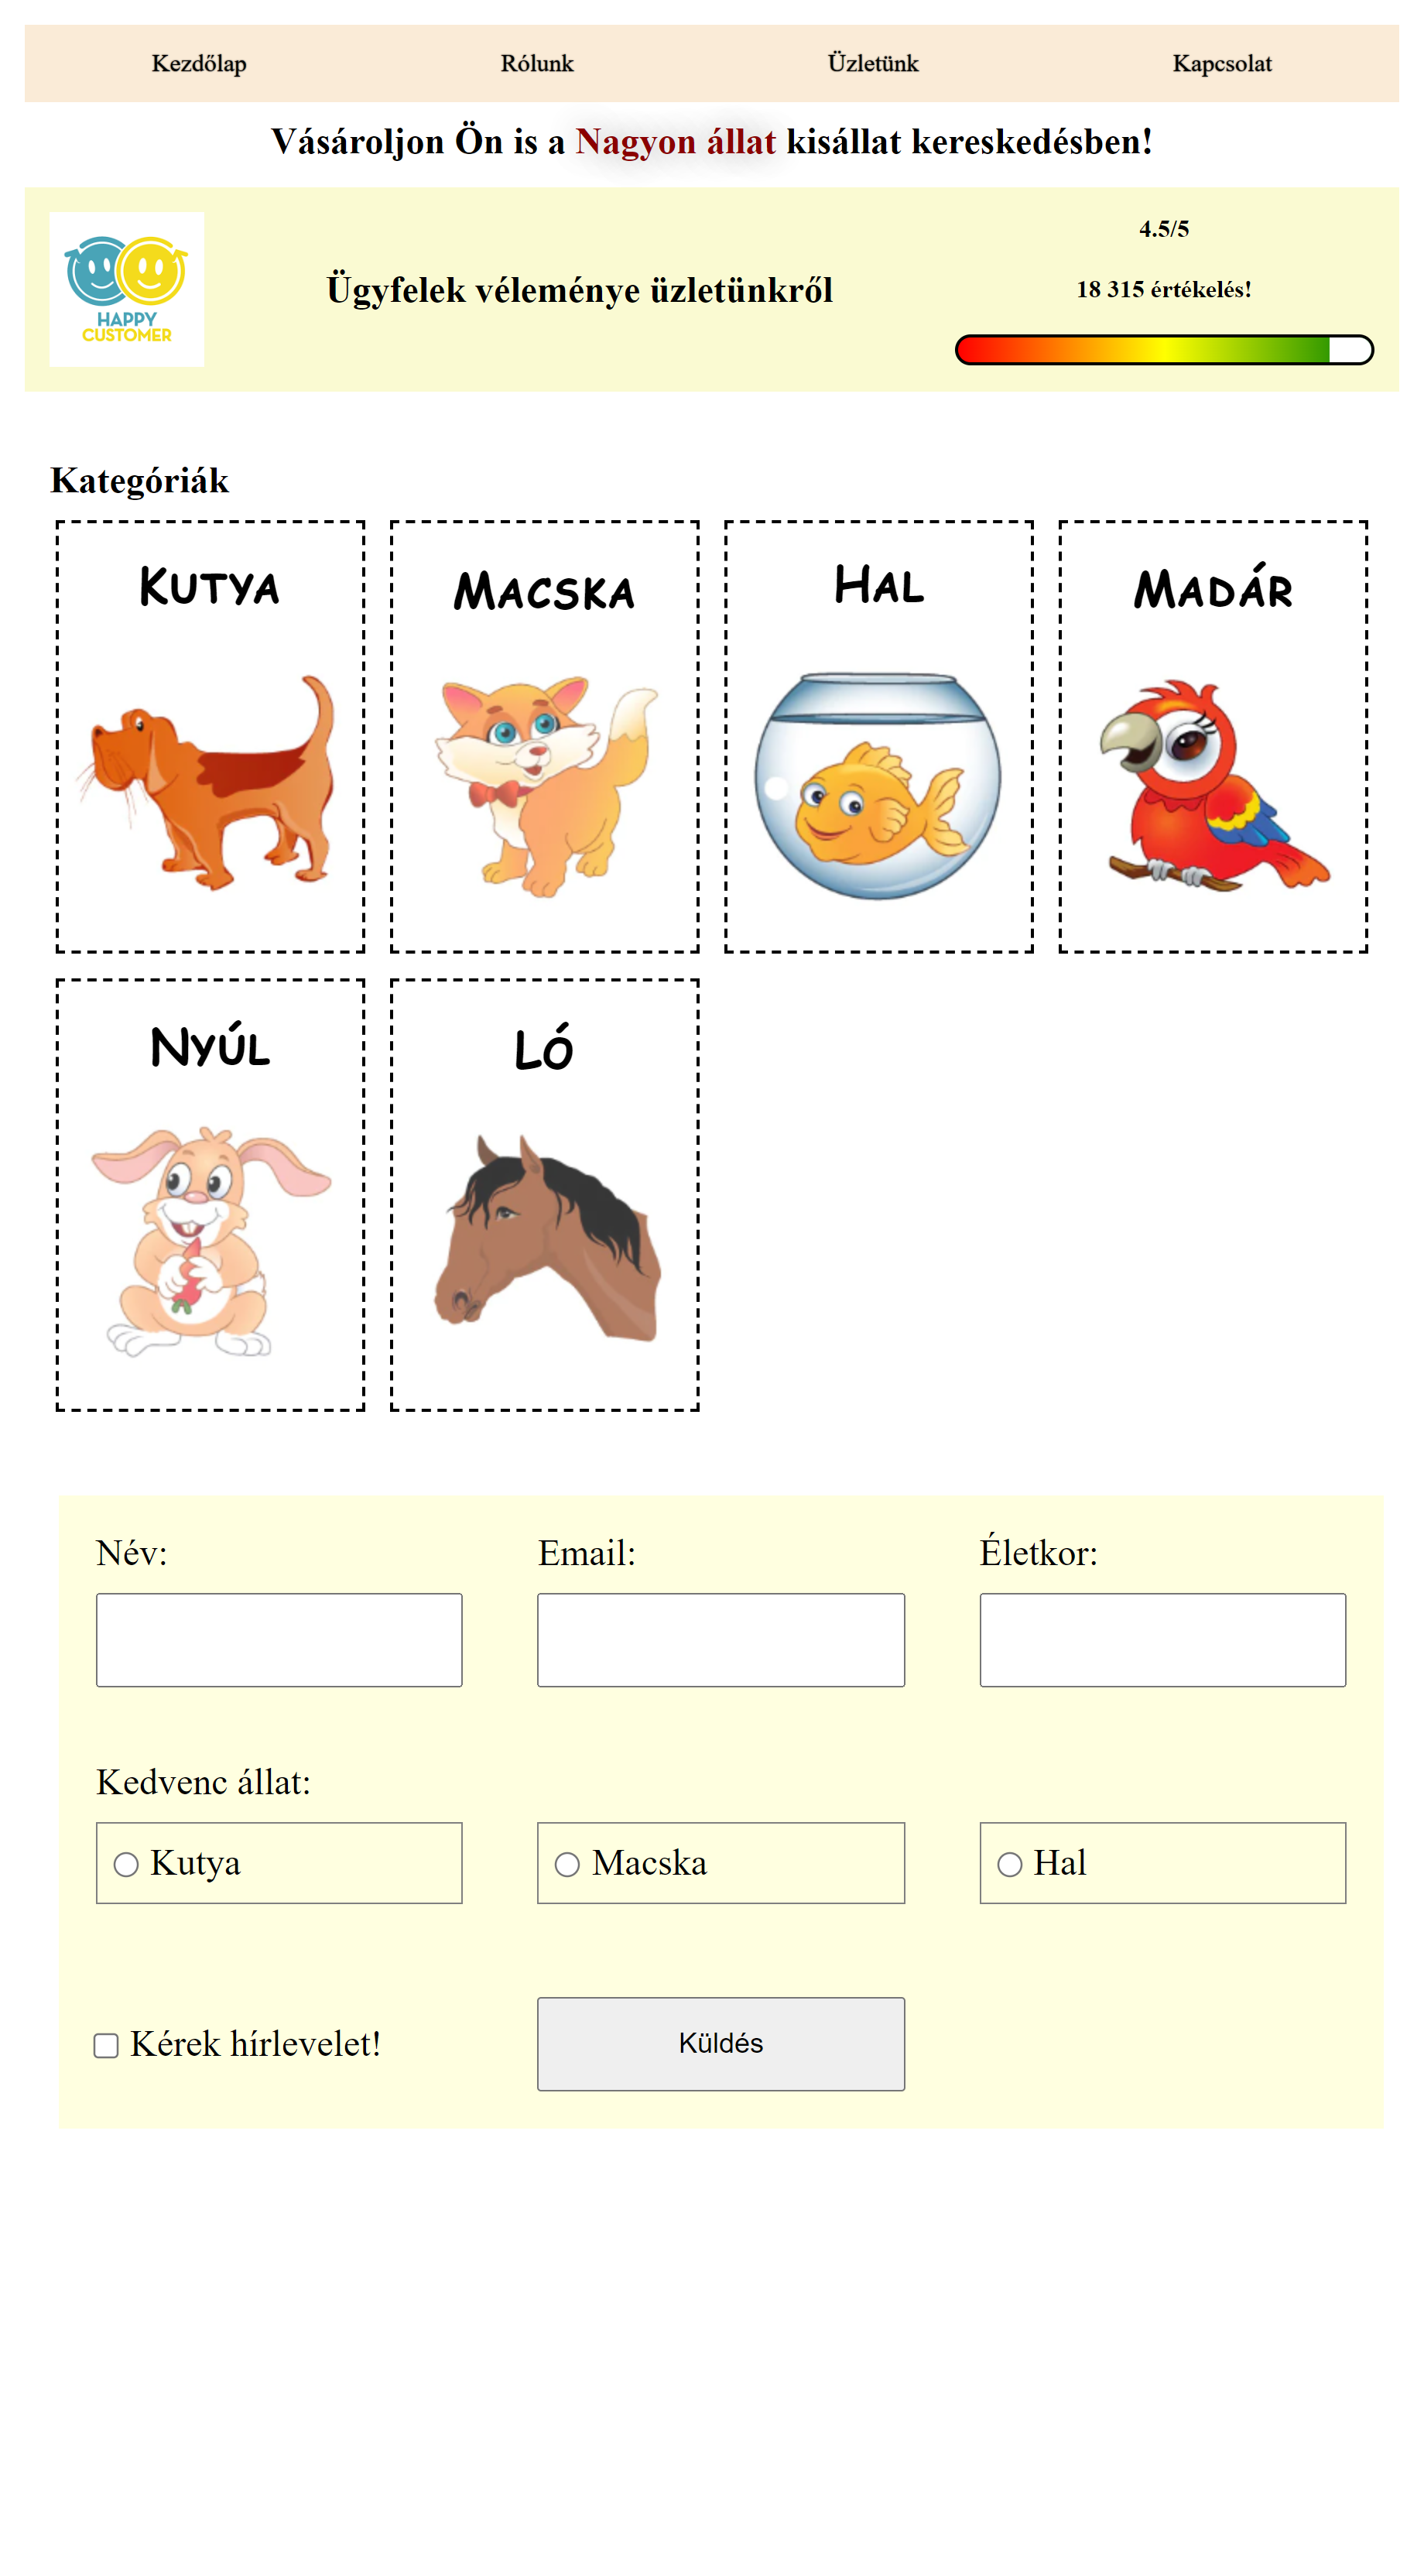 Kezdőlap Rólunk Üzletünk Kapcsolat
Vásároljon Ön is a Nagyon állat kisállat kereskedésben!
HAPPY
CUSTOMER
Ügyfelek véleménye üzletünkről
4.5/5
18 315 értékelés!
Kategóriák
Kutya Macska Hal Madár
Nyúl Ló
Név: Email: Életkor:
Kedvenc állat:
Kutya Macska Hal
Kérek hírlevelet! Küldés